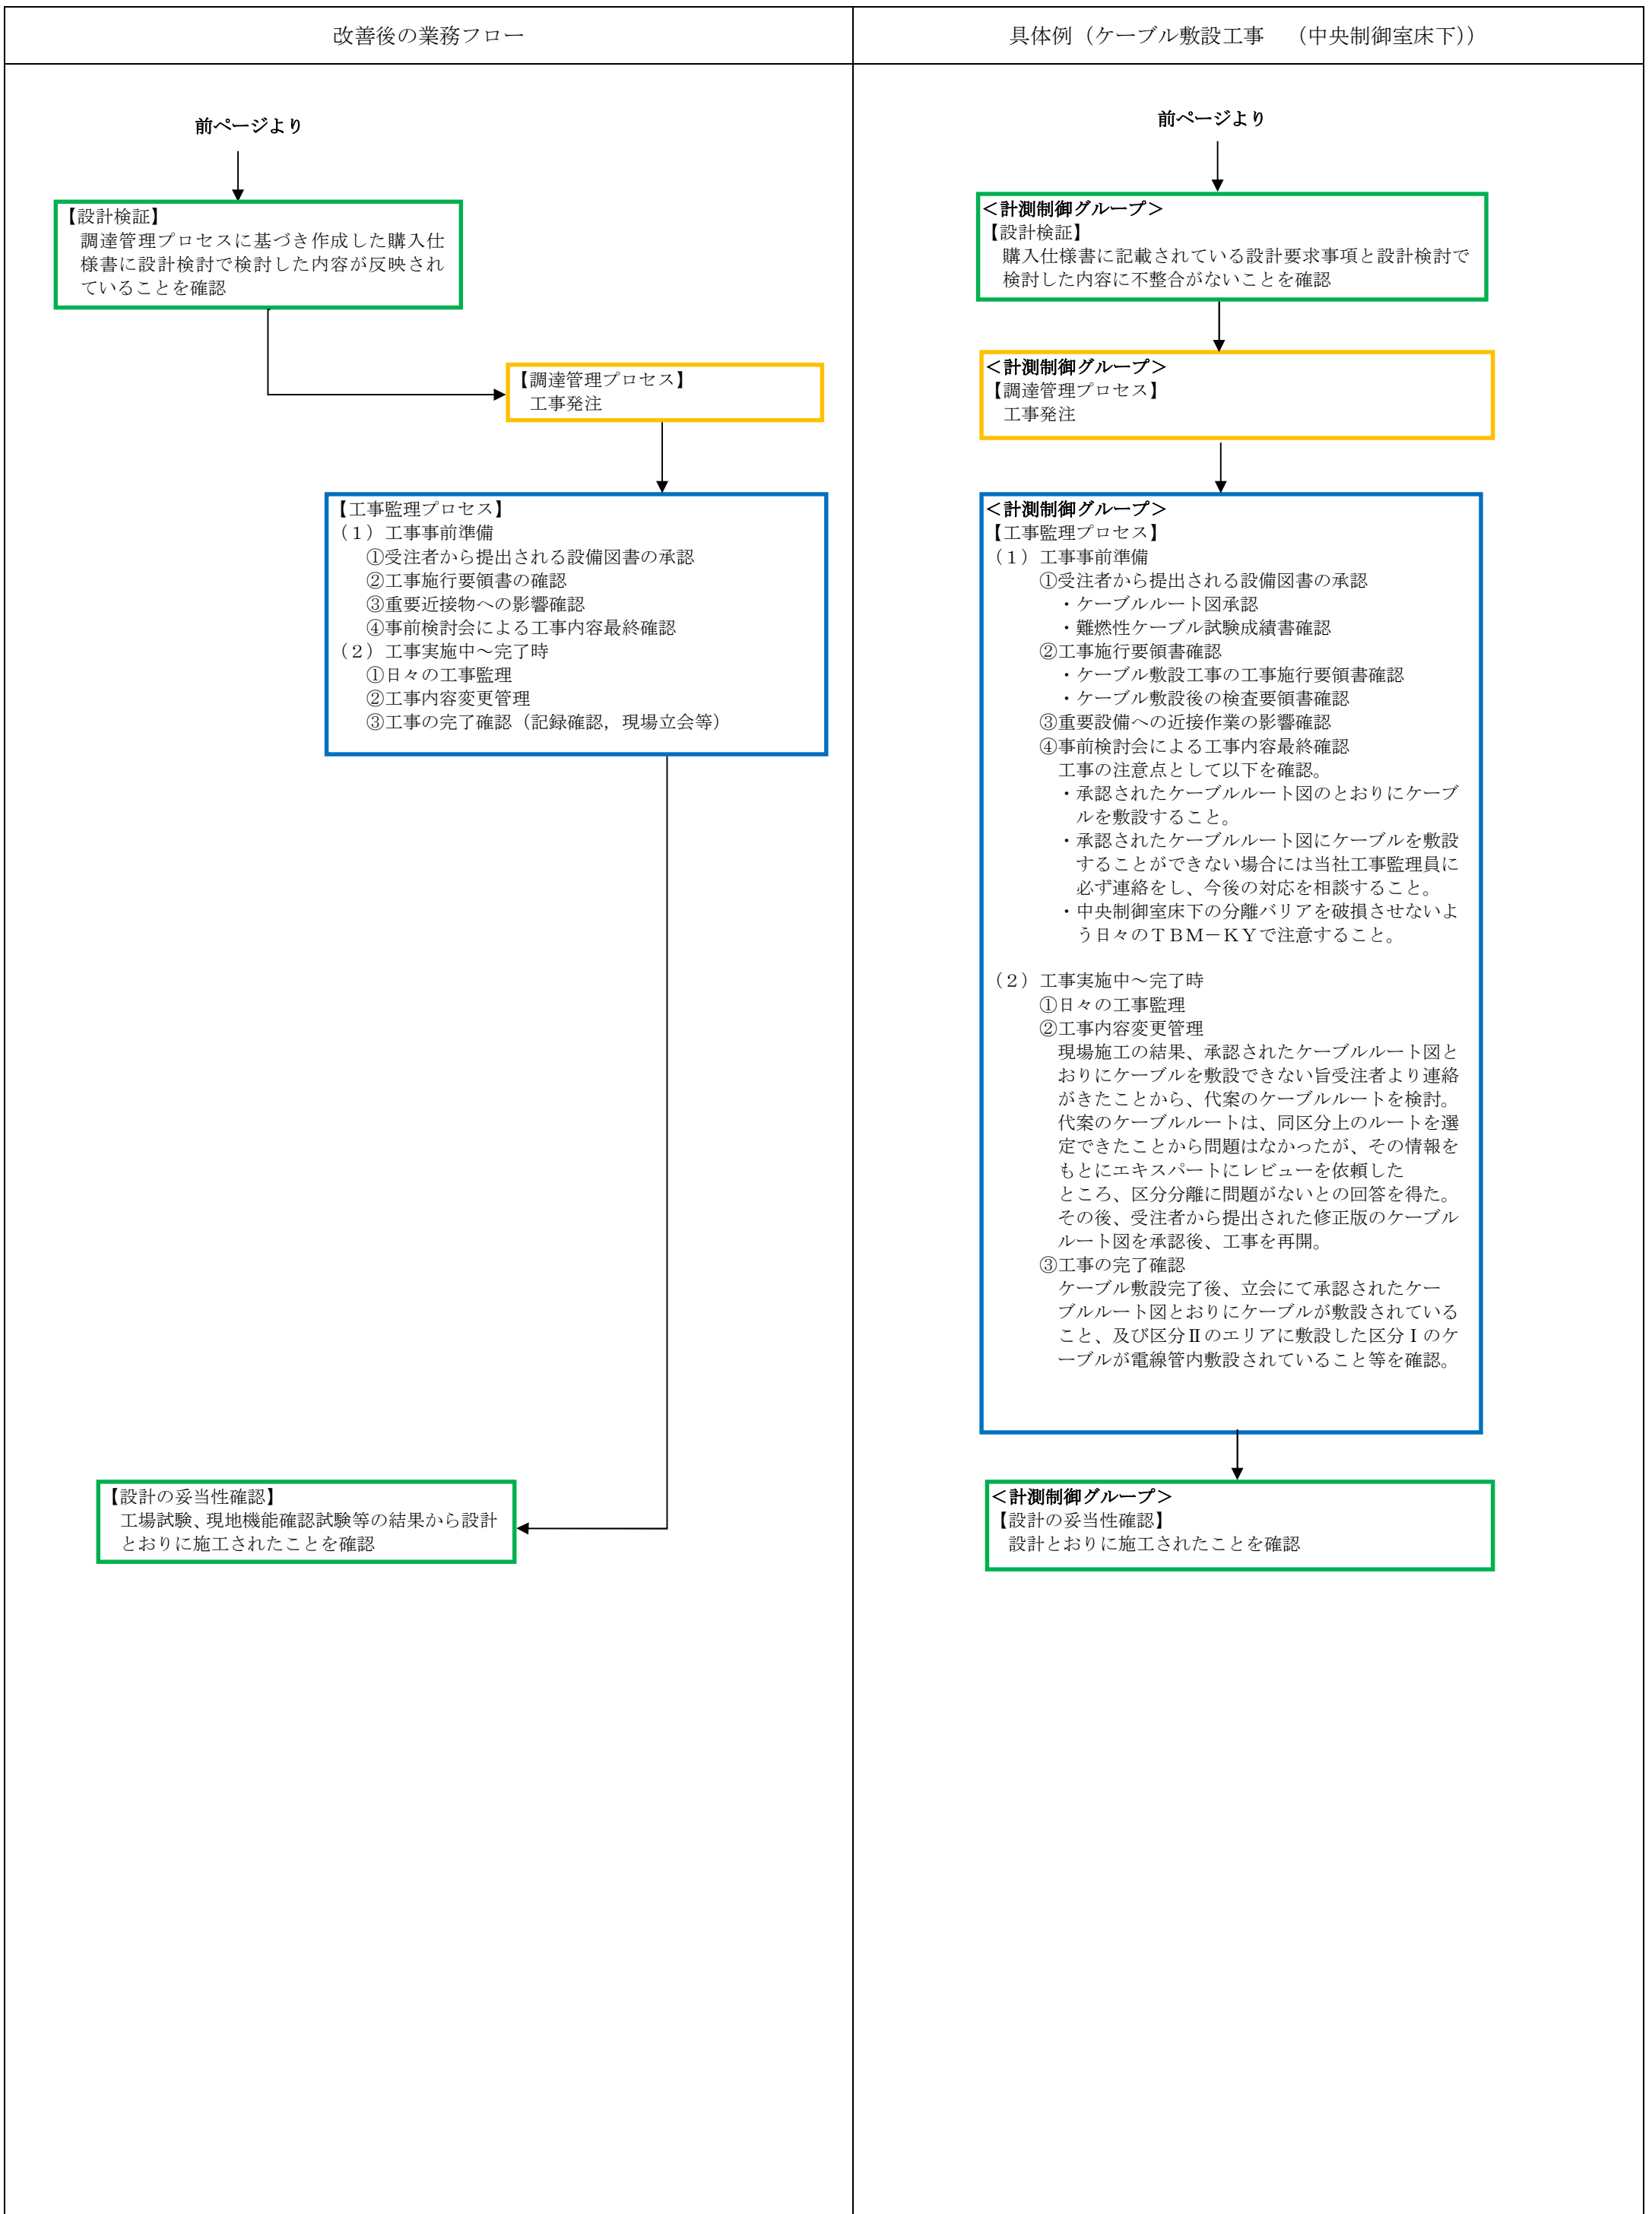 改善後の業務フロー
前ページより
【設計検証】
調達管理プロセスに基づき作成した購入仕
様書に設計検討で検討した内容が反映され
ていることを確認
【調達管理プロセス】
工事発注
【工事監理プロセス】
（１）工事事前準備
①受注者から提出される設備図書の承認
②工事施行要領書の確認
③重要近接物への影響確認
④事前検討会による工事内容最終確認
（２）工事実施中～完了時
①日々の工事監理
②工事内容変更管理
③工事の完了確認（記録確認，現場立会等）
【設計の妥当性確認】
工場試験、現地機能確認試験等の結果から設計
とおりに施工されたことを確認
具体例（ケーブル敷設工事　（中央制御室床下））
前ページより
＜計測制御グループ＞
【設計検証】
購入仕様書に記載されている設計要求事項と設計検討で
検討した内容に不整合がないことを確認
＜計測制御グループ＞
【調達管理プロセス】
工事発注
＜計測制御グループ＞
【工事監理プロセス】
（１）工事事前準備
①受注者から提出される設備図書の承認
・ケーブルルート図承認
・難燃性ケーブル試験成績書確認
②工事施行要領書確認
・ケーブル敷設工事の工事施行要領書確認
・ケーブル敷設後の検査要領書確認
③重要設備への近接作業の影響確認
④事前検討会による工事内容最終確認
工事の注意点として以下を確認。
・承認されたケーブルルート図のとおりにケーブ
ルを敷設すること。
・承認されたケーブルルート図にケーブルを敷設
することができない場合には当社工事監理員に
必ず連絡をし、今後の対応を相談すること。
・中央制御室床下の分離バリアを破損させないよ
う日々のＴＢＭ－ＫＹで注意すること。
（２）工事実施中～完了時
①日々の工事監理
②工事内容変更管理
現場施工の結果、承認されたケーブルルート図と
おりにケーブルを敷設できない旨受注者より連絡
がきたことから、代案のケーブルルートを検討。
代案のケーブルルートは、同区分上のルートを選
定できたことから問題はなかったが、その情報を
もとにエキスパートにレビューを依頼した
ところ、区分分離に問題がないとの回答を得た。
その後、受注者から提出された修正版のケーブル
ルート図を承認後、工事を再開。
③工事の完了確認
ケーブル敷設完了後、立会にて承認されたケー
ブルルート図とおりにケーブルが敷設されている
こと、及び区分Ⅱのエリアに敷設した区分Ⅰのケ
ーブルが電線管内敷設されていること等を確認。
＜計測制御グループ＞
【設計の妥当性確認】
設計とおりに施工されたことを確認